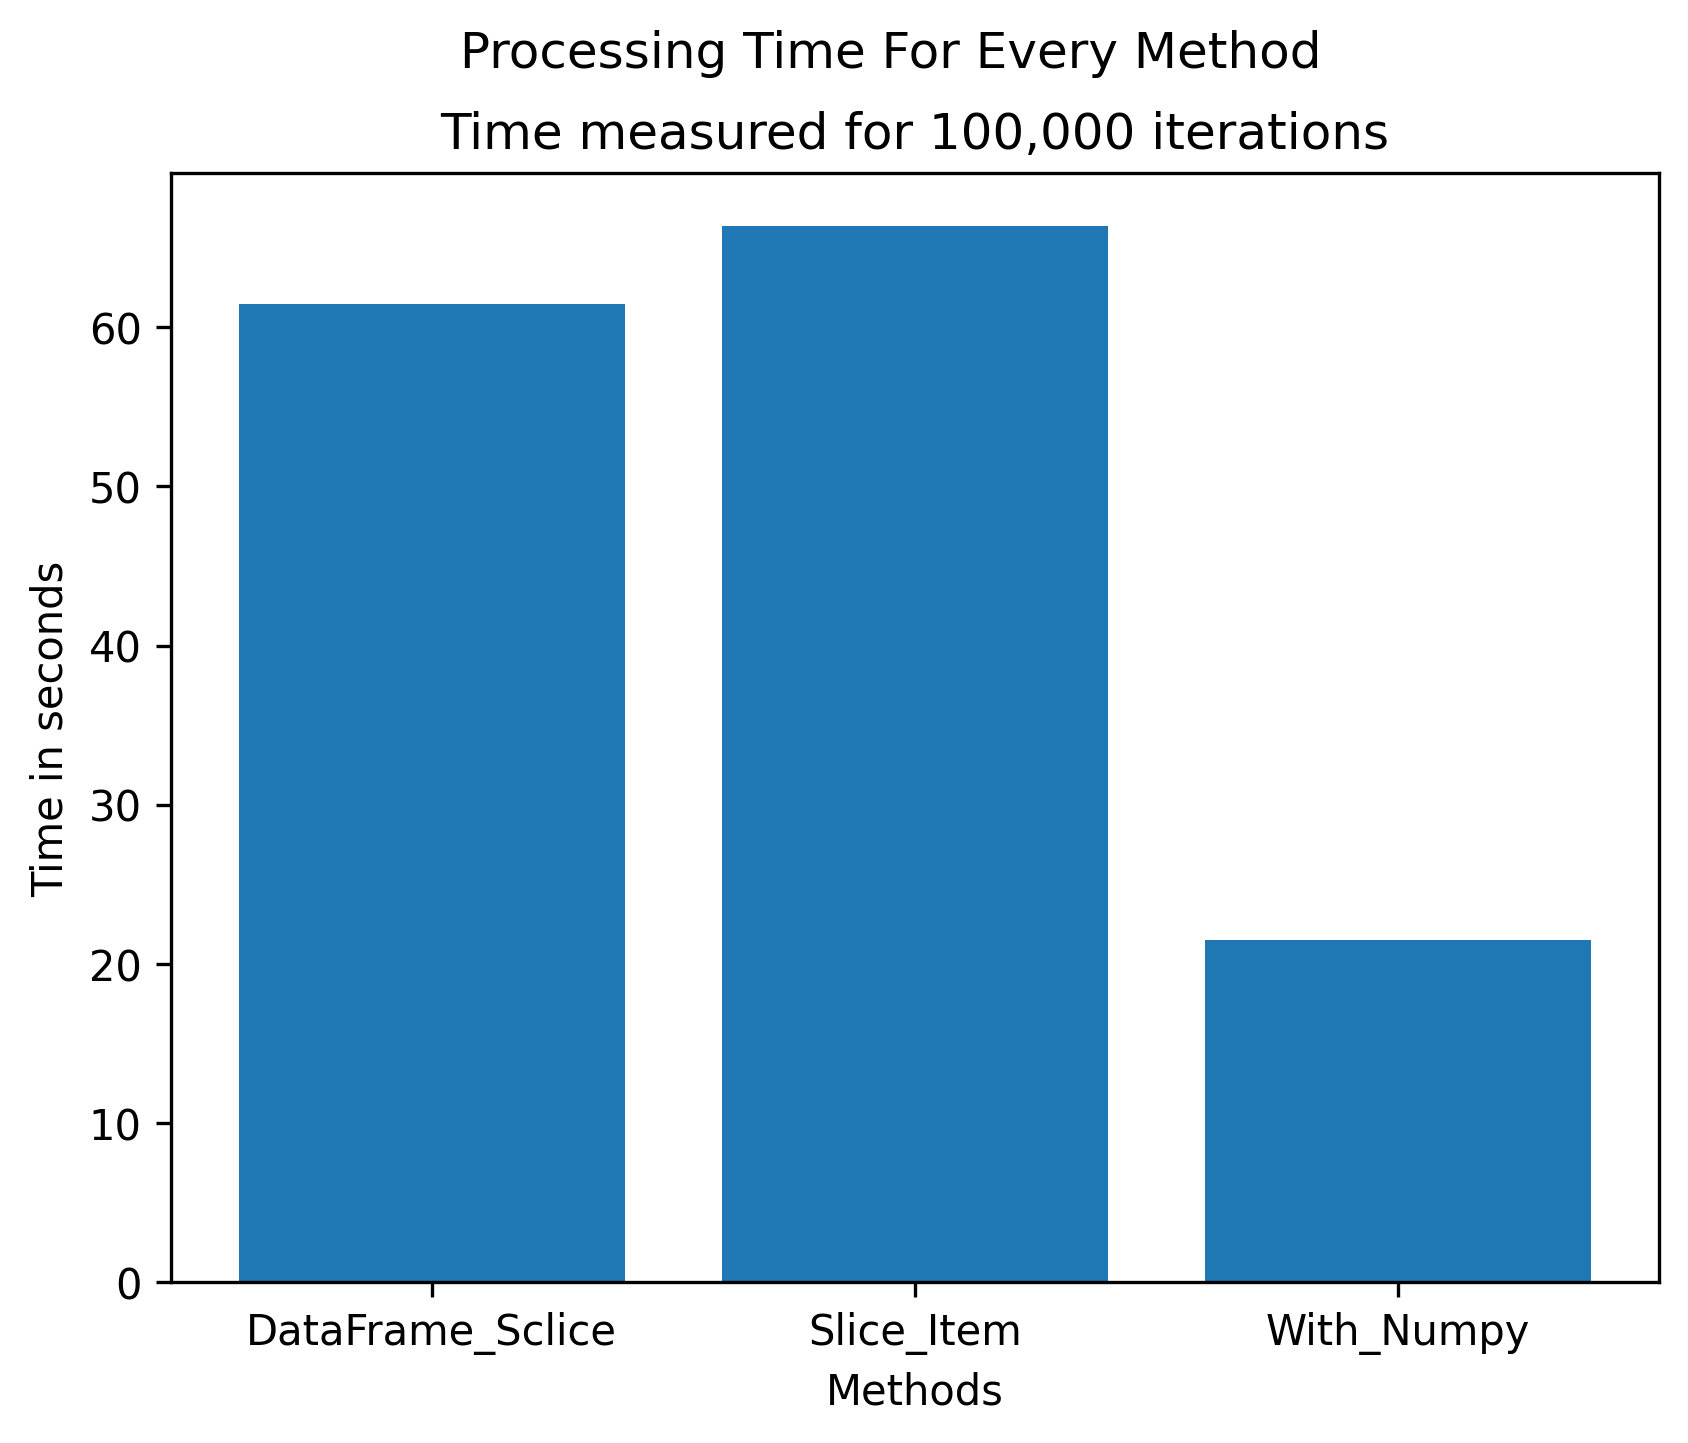 Processing Time For Every Method
Time measured for 100,000 iterations
60
50
40
30
20
10
0
Time in seconds
DataFrame_Sclice
Slice_Item
With_Numpy
Methods